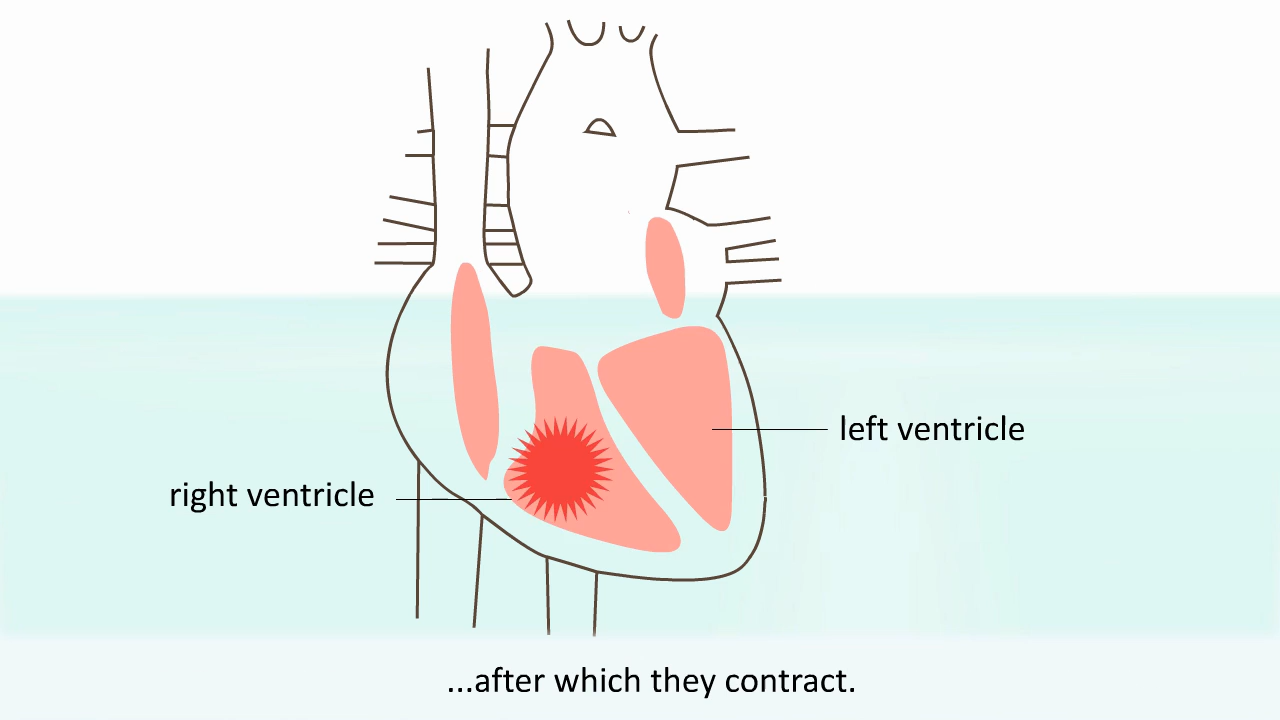 left ventricle
right ventricle
...after which they contract.